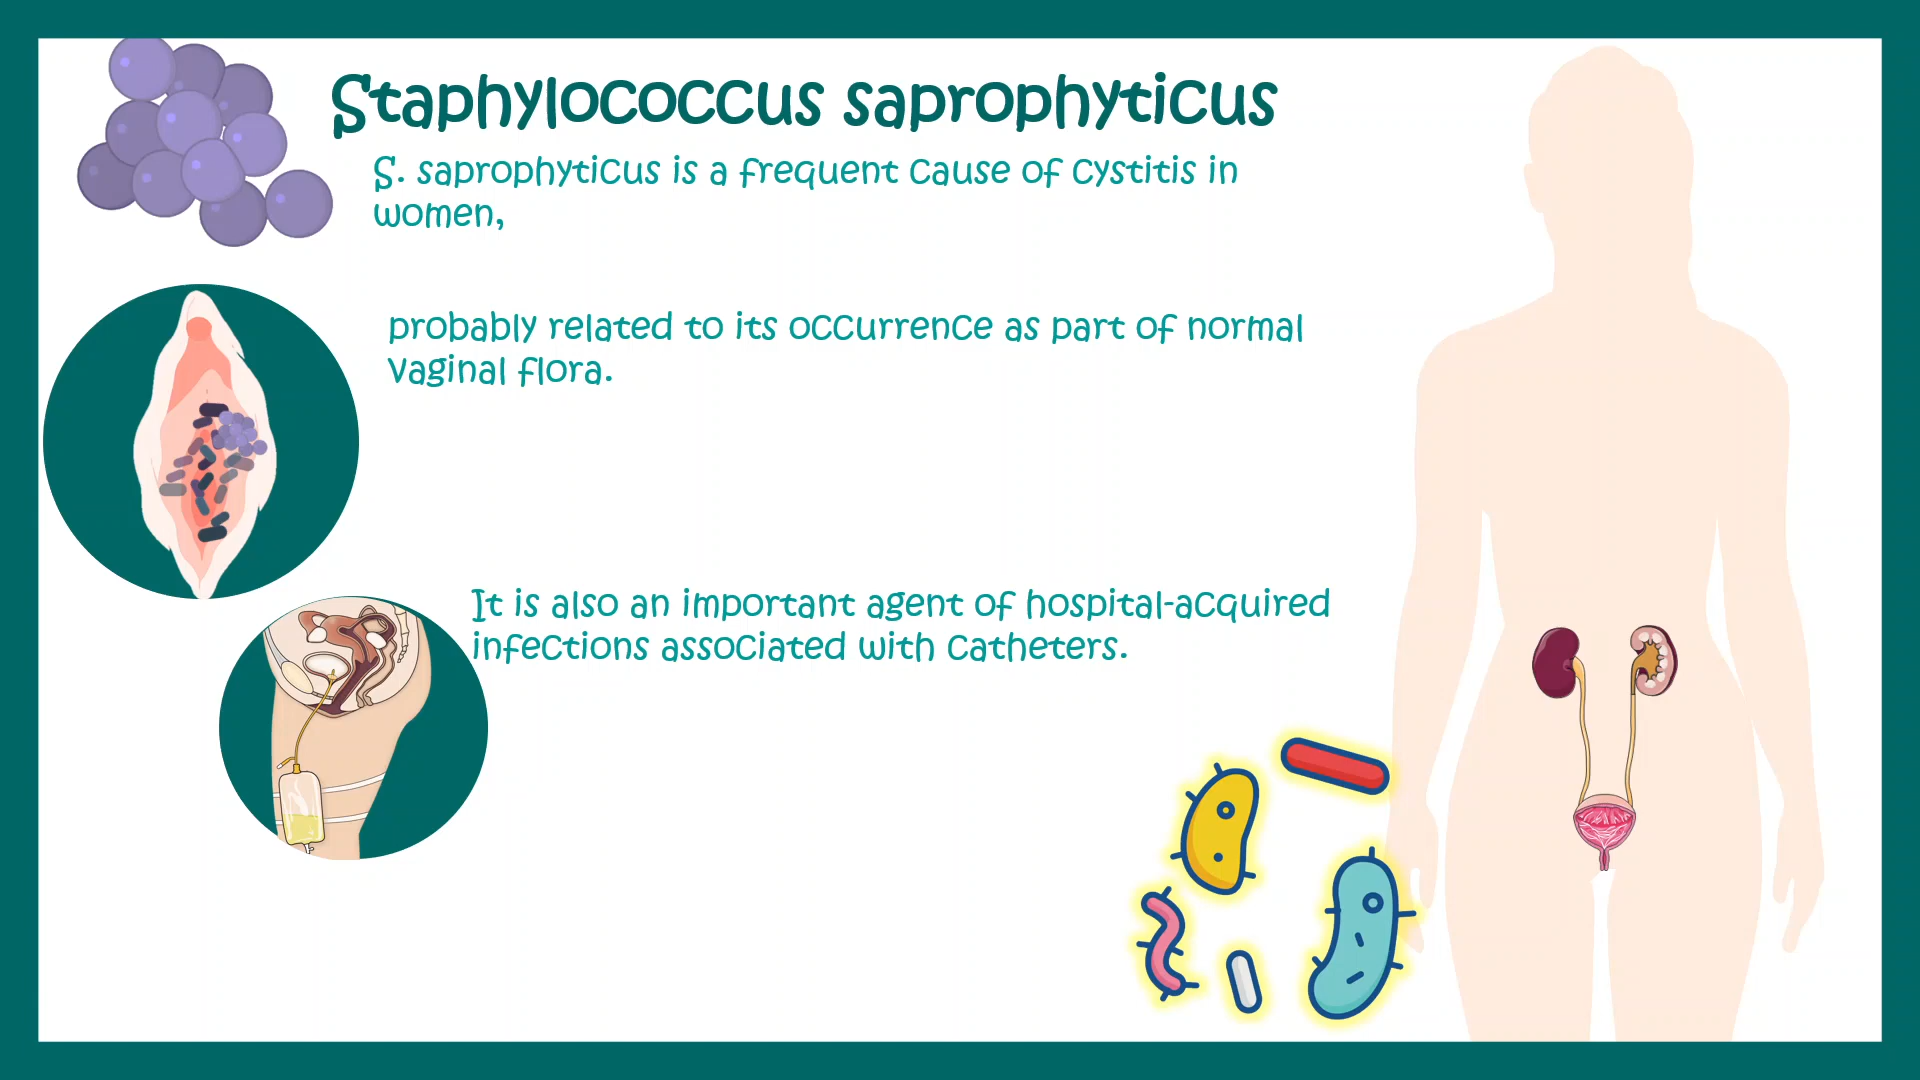 Staphylococcus saprophyticus
S. saprophyticus is a frequent cause of cystitis in
women,
probably related to its occurrence as part of normal
vaginal flora.
It is also an important agent of hospital-acquired
infections associated with catheters.